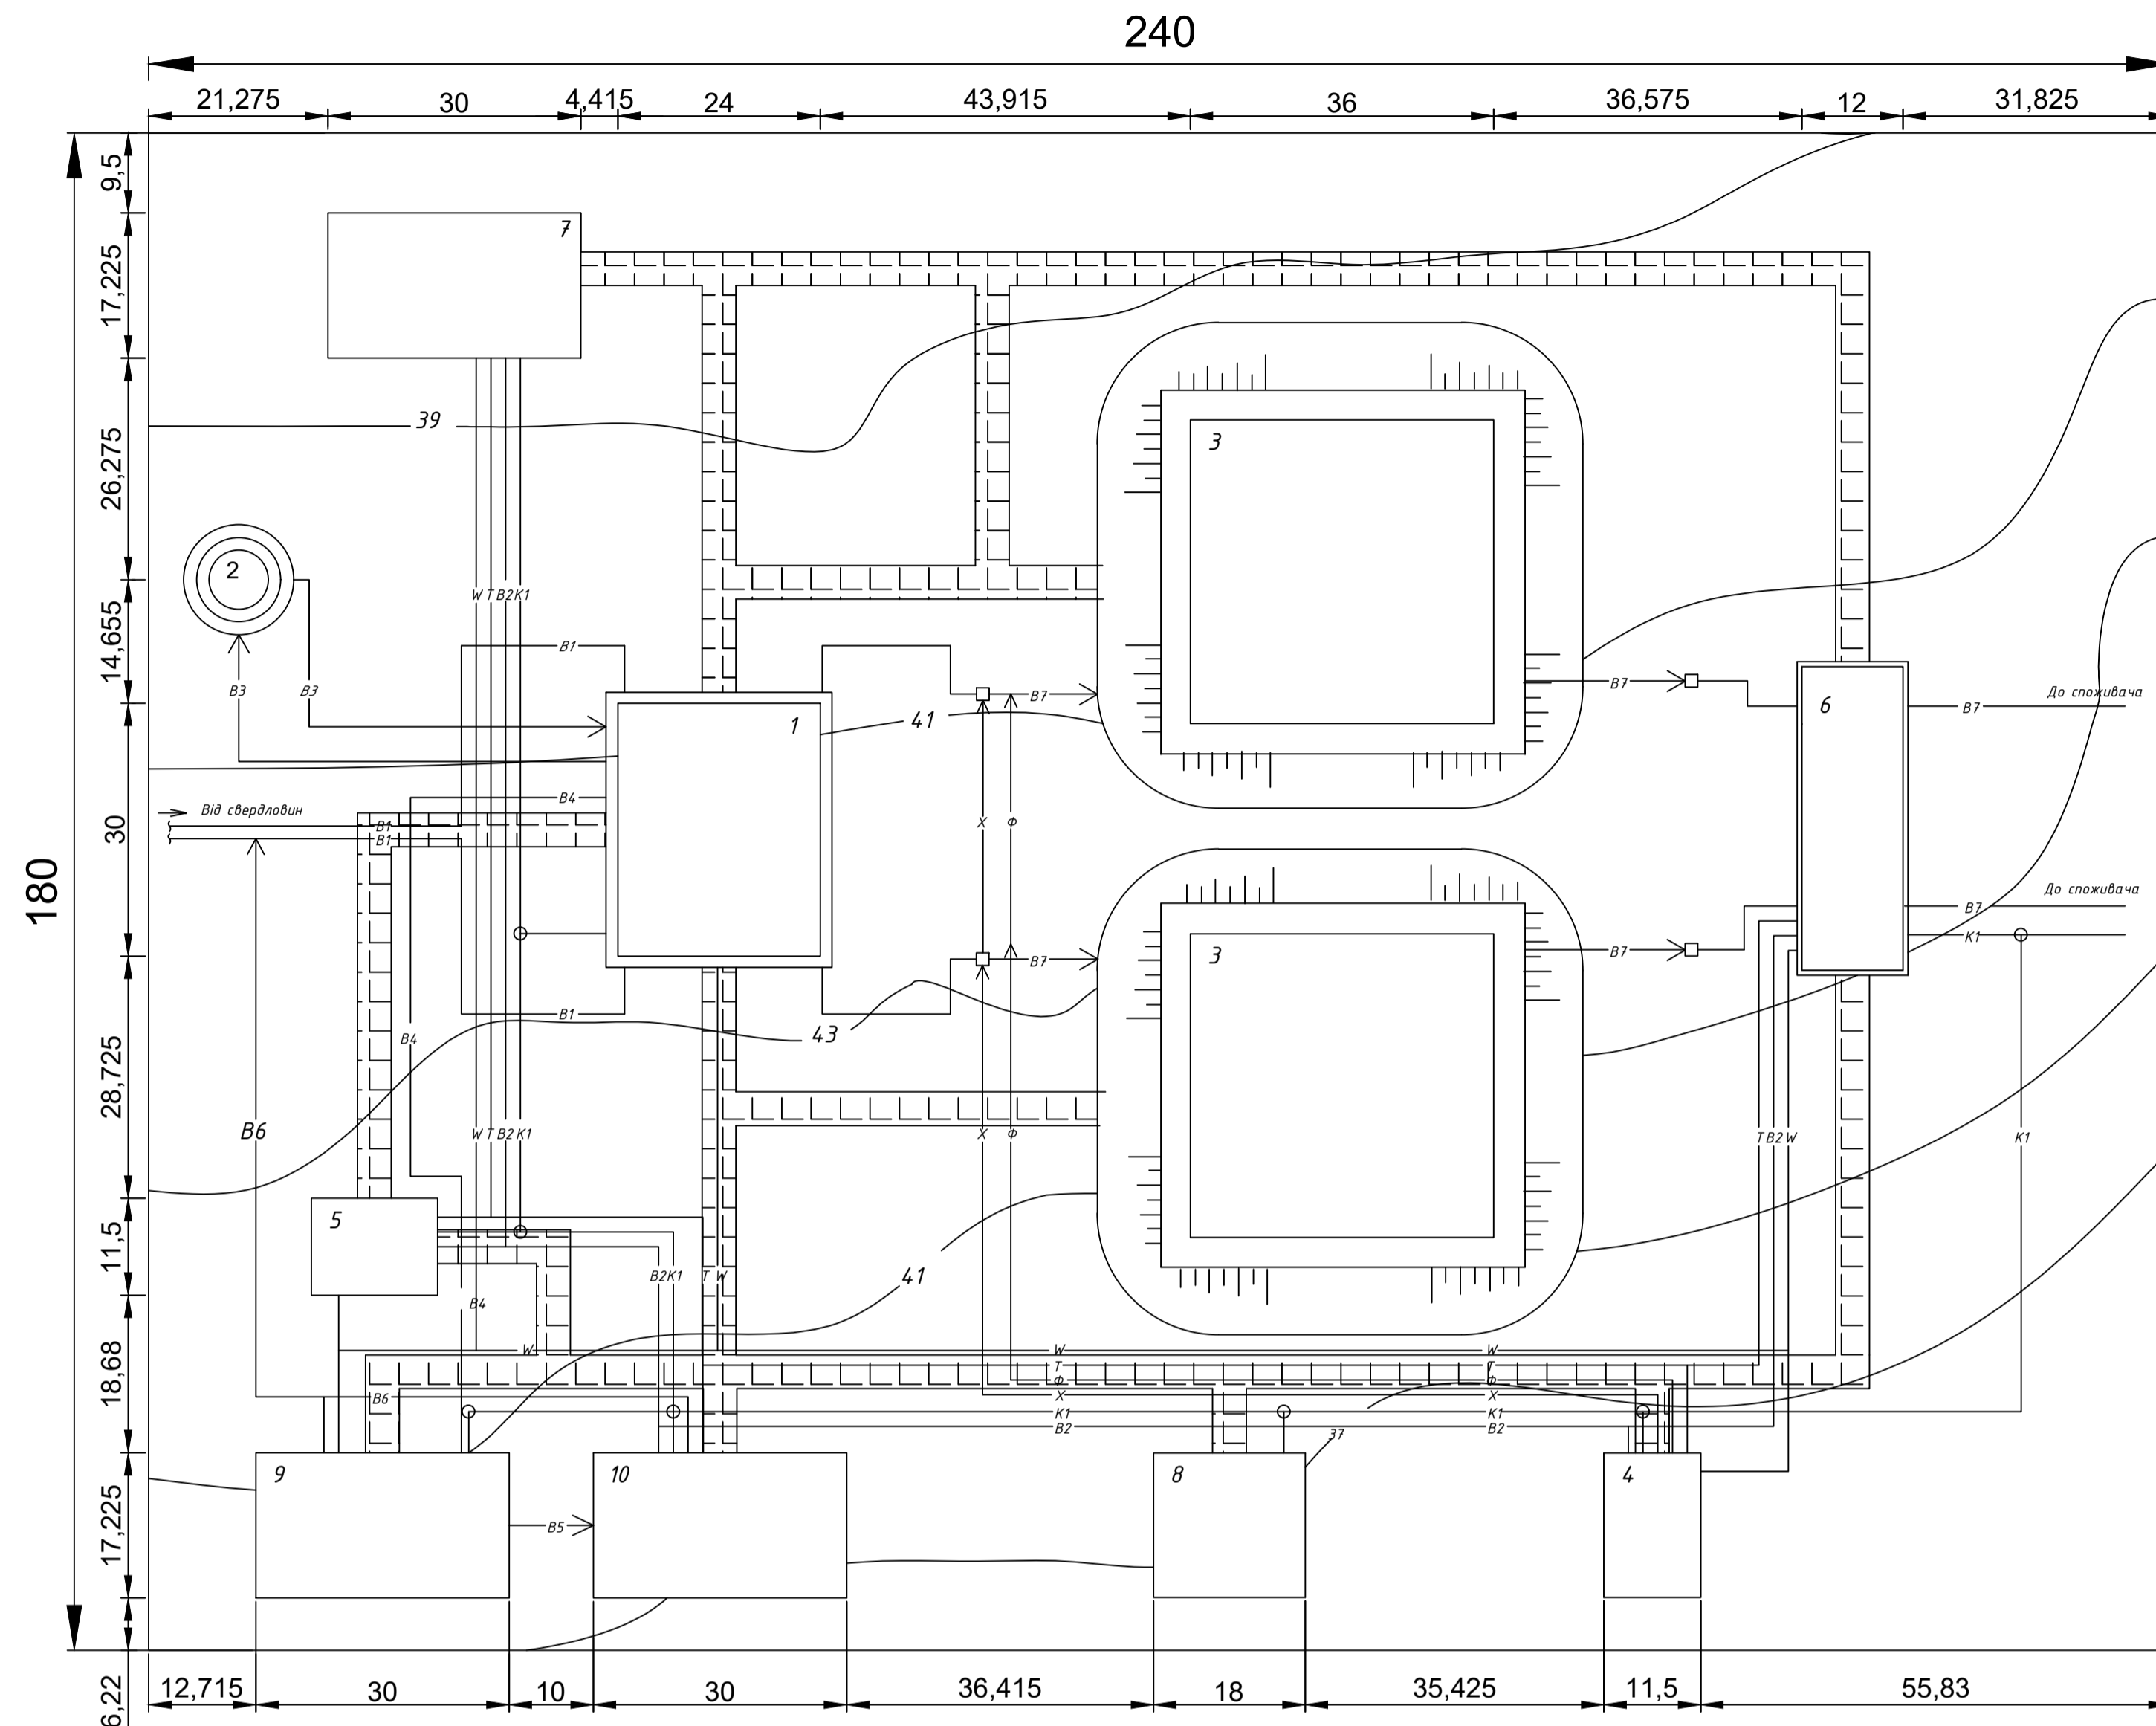 240
21,275 30 4,415 24 43,915 36 36,575 12 31,825
9,5
7
17,225
39
26,275
3
2
W T B2 K1
14,655
B1
B3 B3
B7
B7
До споживача
6
B7
1
41
B4
Від свердловин
B1
B1
30
Х Ф
180
До споживача
B7
K1
3
B7
B7
B1
43
B4
28,725
B6
W T B2 K1
Х Ф
T B2 W
K1
5
11,5
B2 K1 T W
41
B4
18,68
W W W
T T
Ф Ф
B6 Х Х
K1 K1
B2 B2
37
9 10 8 4
17,225
B5
6,22
12,715 30 10 30 36,415 18 35,425 11,5 55,83